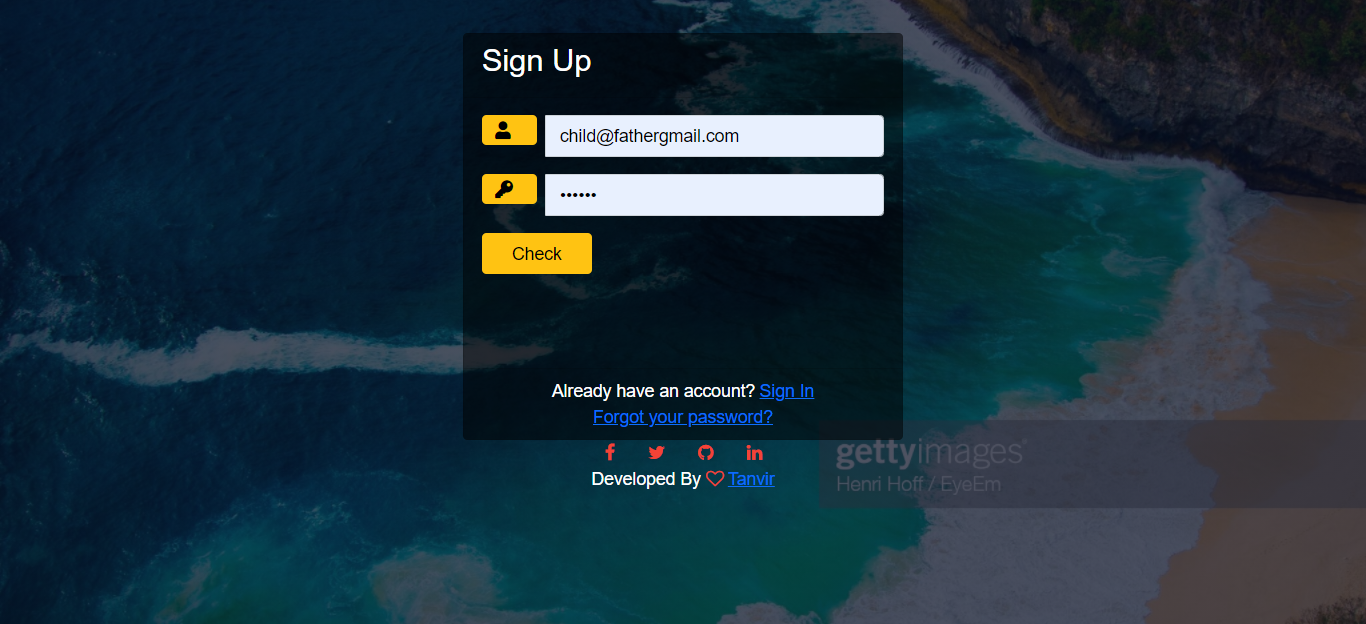 Sign Up
child@fathergmail.com
••••••
Check
Already have an account? Sign In
Forgot your password?
gettyimages
Henri Hoff / EyeEm
Developed By Tanvir